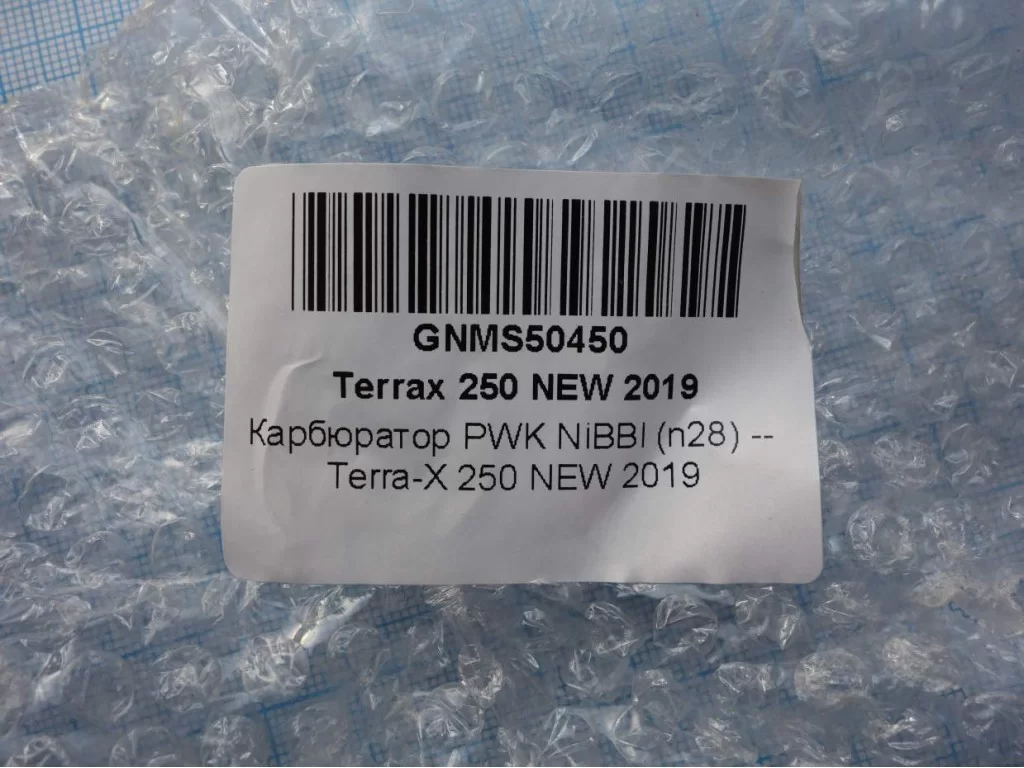 GNMS50450
Terrax 250 NEW 2019
Карбюратор PWK NiBBI (n28) --
Terra-X 250 NEW 2019